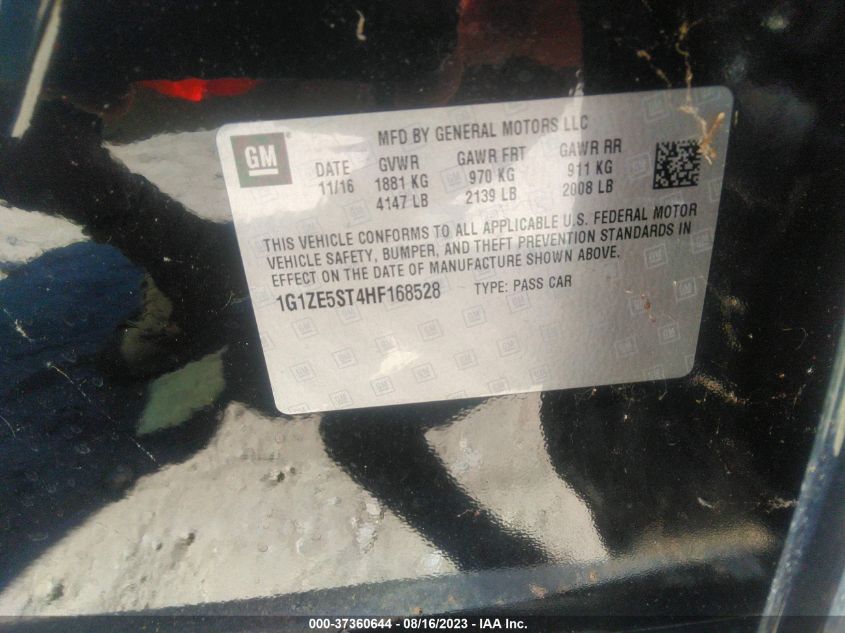 GM
MFD BY GENERAL MOTORS LLC
DATE GVWR GAWR FRT GAWR RR
11/16 1881 KG 970 KG 911 KG
4147 LB 2139 LB 2008 LB
THIS VEHICLE CONFORMS TO ALL APPLICABLE U.S. FEDERAL MOTOR
VEHICLE SAFETY, BUMPER, AND THEFT PREVENTION STANDARDS IN
EFFECT ON THE DATE OF MANUFACTURE SHOWN ABOVE.
1G1ZE5ST4HF168528 TYPE: PASS CAR
000-37360644 - 08/16/2023 - IAA Inc.